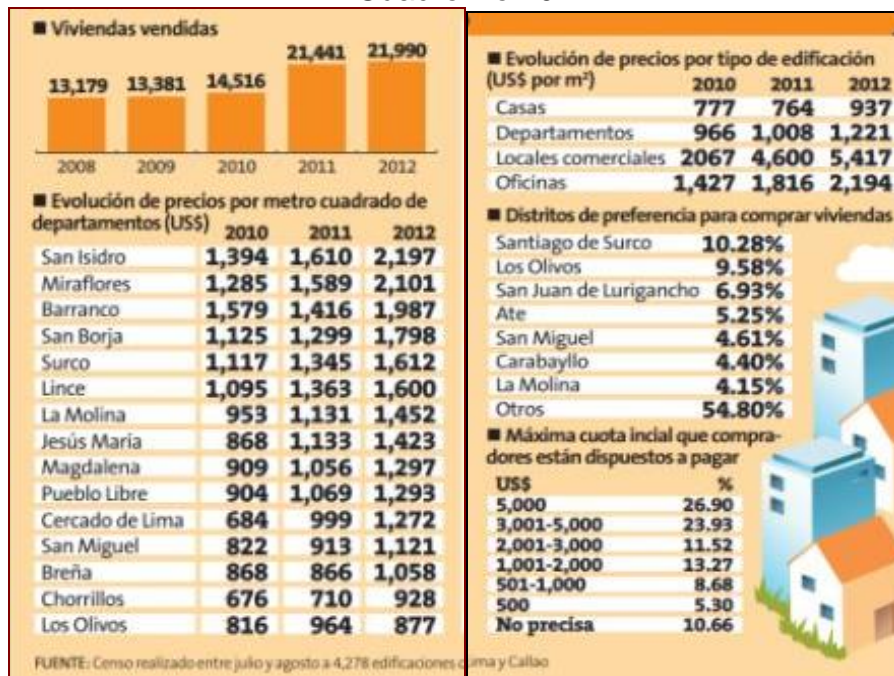 ■ Viviendas vendidas
21,441 21,990
13,179 13,381 14,516
2008 2009 2010 2011 2012
■ Evolución de precios por metro cuadrado de
departamentos (US$) 2010 2011 2012
San Isidro 1,394 1,610 2,197
Miraflores 1,285 1,589 2,101
Barranco 1,579 1,416 1,987
San Borja 1,125 1,299 1,798
Surco 1,117 1,345 1,612
Lince 1,095 1,363 1,600
La Molina 953 1,131 1,452
Jesús María 868 1,133 1,423
Magdalena 909 1,056 1,297
Pueblo Libre 904 1,069 1,293
Cercado de Lima 684 999 1,272
San Miguel 822 913 1,121
Breña 868 866 1,058
Chorrillos 676 710 928
Los Olivos 816 964 877
■ Evolución de precios por tipo de edificación
(US$ por m²) 2010 2011 2012
Casas 777 764 937
Departamentos 966 1,008 1,221
Locales comerciales 2067 4,600 5,417
Oficinas 1,427 1,816 2,194
■ Distritos de preferencia para comprar viviendas
Santiago de Surco 10.28%
Los Olivos 9.58%
San Juan de Lurigancho 6.93%
Ate 5.25%
San Miguel 4.61%
Carabayllo 4.40%
La Molina 4.15%
Otros 54.80%
■ Máxima cuota incial que compra-
dores están dispuestos a pagar
US$ %
5,000 26.90
3,001-5,000 23.93
2,001-3,000 11.52
1,001-2,000 13.27
501-1,000 8.68
500 5.30
No precisa 10.66
FUENTE: Censo realizado entre julio y agosto a 4,278 edificaciones ma y Callao